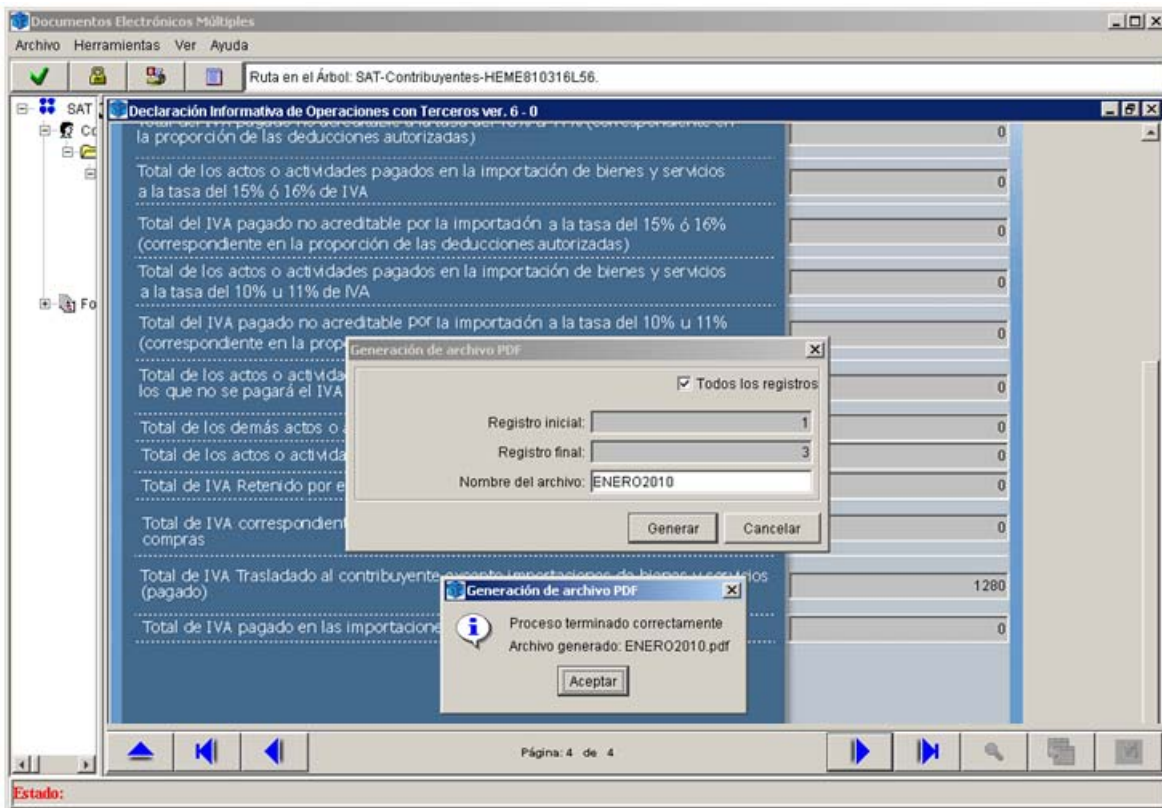 Documentos Electrónicos Múltiples
Archivo Herramientas Ver Ayuda
Ruta en el Árbol: SAT-Contribuyentes-HEME810316L56.
SAT
Declaración Informativa de Operaciones con Terceros ver. 6 - 0
la proporción de las deducciones autorizadas)
0
Total de los actos o actividades pagados en la importación de bienes y servicios
a la tasa del 15% ó 16% de IVA
0
Total del IVA pagado no acreditable por la importación a la tasa del 15% ó 16%
(correspondiente en la proporción de las deducciones autorizadas)
0
Total de los actos o actividades pagados en la importación de bienes y servicios
a la tasa del 10% u 11% de IVA
0
Fo
Total del IVA pagado no acreditable por la importación a la tasa del 10% u 11%
(correspondiente en la prop
0
Generación de archivo PDF
Total de los actos o activida
los que no se pagará el IVA
0
Todos los registros
Registro inicial: 1
Total de los demás actos o a
0
Registro final: 3
Total de los actos o activida
0
Nombre del archivo: ENERO2010
Total de IVA Retenido por e
0
Generar Cancelar
Total de IVA correspondient
compras
0
Total de IVA Trasladado al contribuyente excepto importaciones de bienes y servicios
(pagado)
1280
Generación de archivo PDF
Proceso terminado correctamente
Archivo generado: ENERO2010.pdf
Aceptar
Total de IVA pagado en las importacione
0
Página: 4 de 4
Estado: